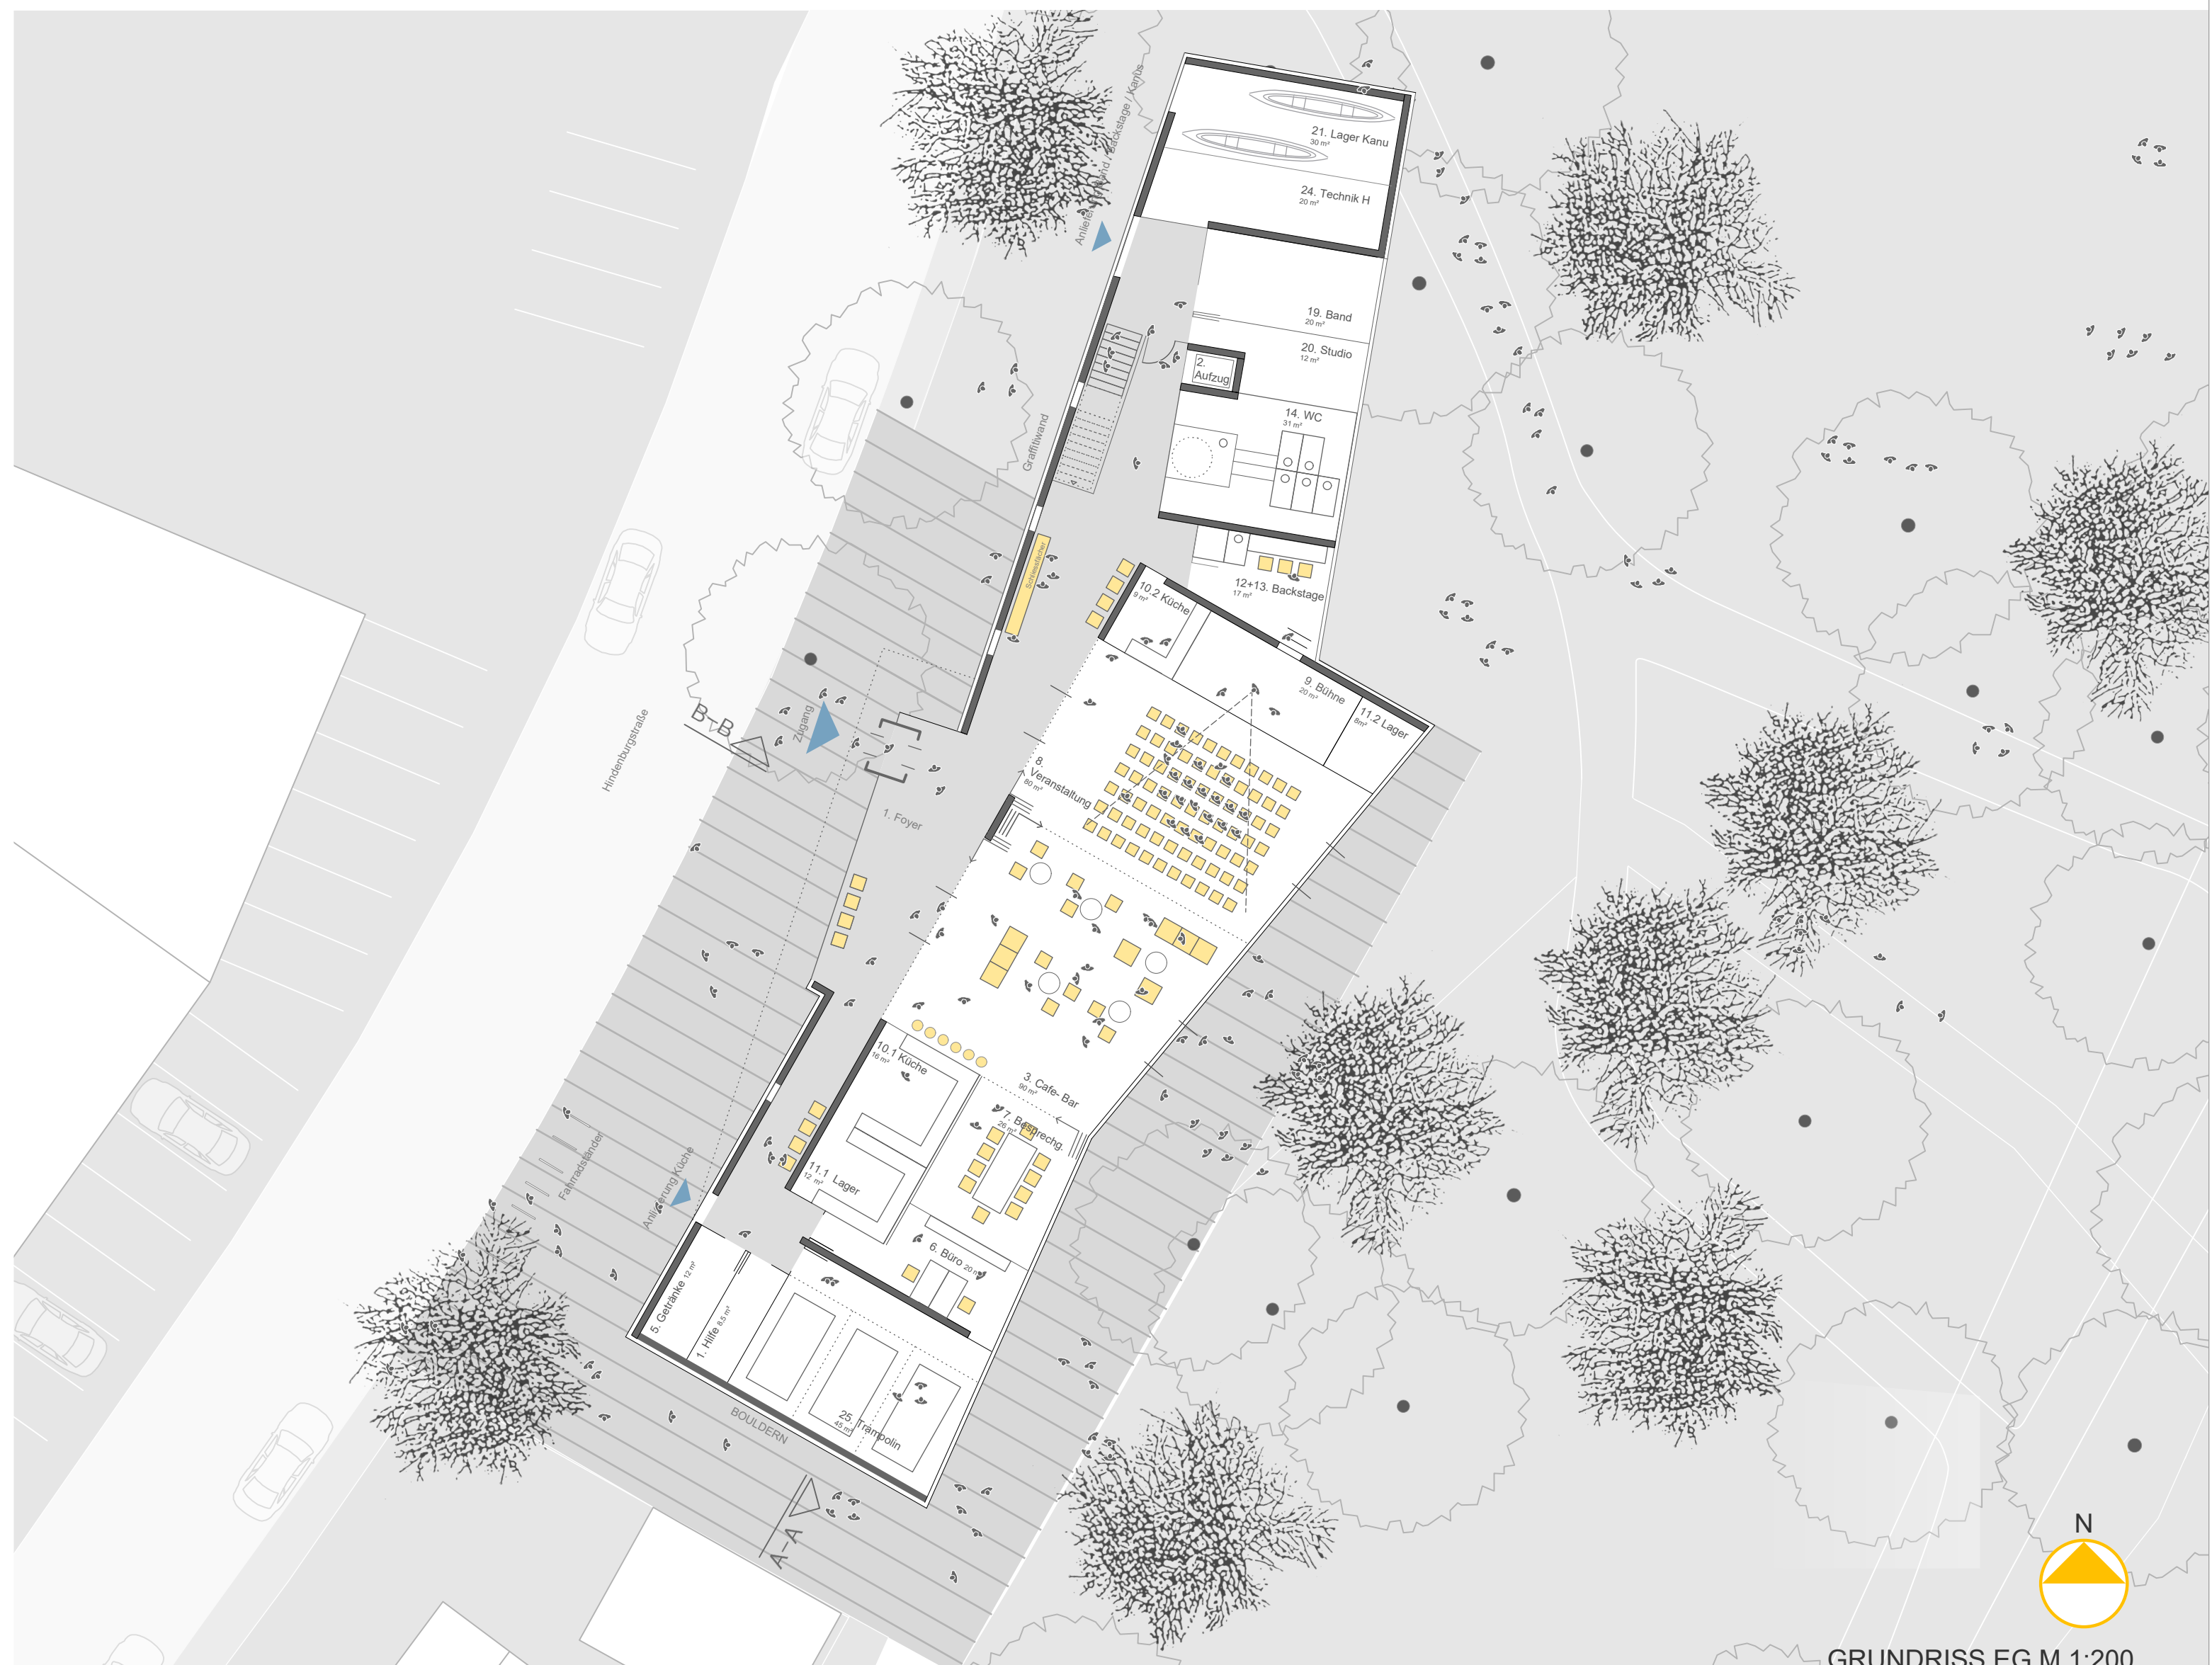 21. Lager Kanu
30 m²
24. Technik H
20 m²
19. Band
20 m²
20. Studio
12 m²
2.
Aufzug
14. WC
31 m²
Graffitiwand
Schliessfächer
12+13. Backstage
17 m²
10.2 Küche
9 m²
9. Bühne
20 m²
11.2 Lager
8m²
B-B
Zugang
Hindenburgstraße
8.
Veranstaltung
80 m²
1. Foyer
10.1 Küche
16 m²
3. Cafe- Bar
90 m²
7. Besprechg.
26 m²
11.1 Lager
12 m²
Fahrradständer
Anlieferung Küche
6. Büro 20 m²
5. Getränke 12 m²
1. Hilfe 8,5 m²
25. Trampolin
45 m²
BOULDERN
A-A
N
GRUNDRISS EG M 1:200